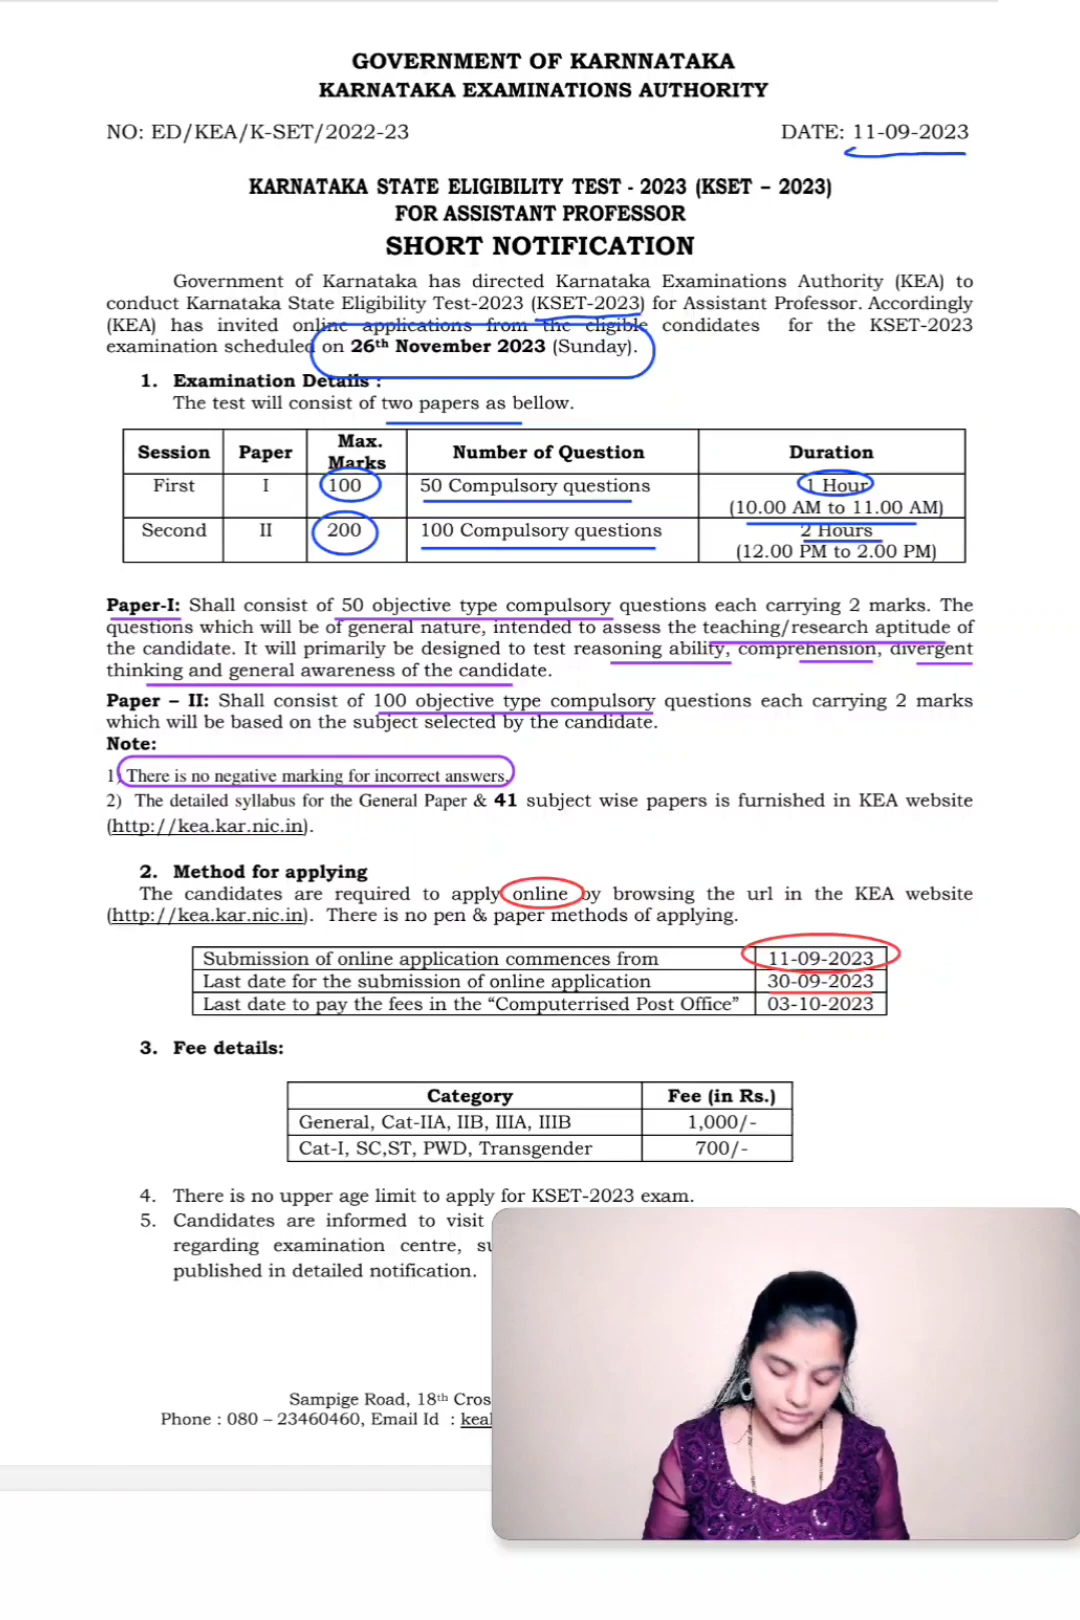 GOVERNMENT OF KARNNATAKA
KARNATAKA EXAMINATIONS AUTHORITY
NO: ED/KEA/K-SET/2022-23 DATE: 11-09-2023
KARNATAKA STATE ELIGIBILITY TEST - 2023 (KSET – 2023)
FOR ASSISTANT PROFESSOR
SHORT NOTIFICATION
Government of Karnataka has directed Karnataka Examinations Authority (KEA) to
conduct Karnataka State Eligibility Test-2023 (KSET-2023) for Assistant Professor. Accordingly
(KEA) has invited online applications from the eligible candidates for the KSET-2023
examination scheduled on 26th November 2023 (Sunday).
1. Examination Details :
The test will consist of two papers as bellow.
Session Paper Max. Marks Number of Question Duration
First I 100 50 Compulsory questions 1 Hour
(10.00 AM to 11.00 AM)
Second II 200 100 Compulsory questions 2 Hours
(12.00 PM to 2.00 PM)
Paper-I: Shall consist of 50 objective type compulsory questions each carrying 2 marks. The
questions which will be of general nature, intended to assess the teaching/research aptitude of
the candidate. It will primarily be designed to test reasoning ability, comprehension, divergent
thinking and general awareness of the candidate.
Paper – II: Shall consist of 100 objective type compulsory questions each carrying 2 marks
which will be based on the subject selected by the candidate.
Note:
1) There is no negative marking for incorrect answers.
2) The detailed syllabus for the General Paper & 41 subject wise papers is furnished in KEA website
(http://kea.kar.nic.in).
2. Method for applying
The candidates are required to apply online by browsing the url in the KEA website
(http://kea.kar.nic.in). There is no pen & paper methods of applying.
Submission of online application commences from 11-09-2023
Last date for the submission of online application 30-09-2023
Last date to pay the fees in the “Computerrised Post Office” 03-10-2023
3. Fee details:
Category Fee (in Rs.)
General, Cat-IIA, IIB, IIIA, IIIB 1,000/-
Cat-I, SC,ST, PWD, Transgender 700/-
4. There is no upper age limit to apply for KSET-2023 exam.
5. Candidates are informed to visit
regarding examination centre,
published in detailed notification.
Sampige Road, 18th Cros
Phone : 080 – 23460460, Email Id :